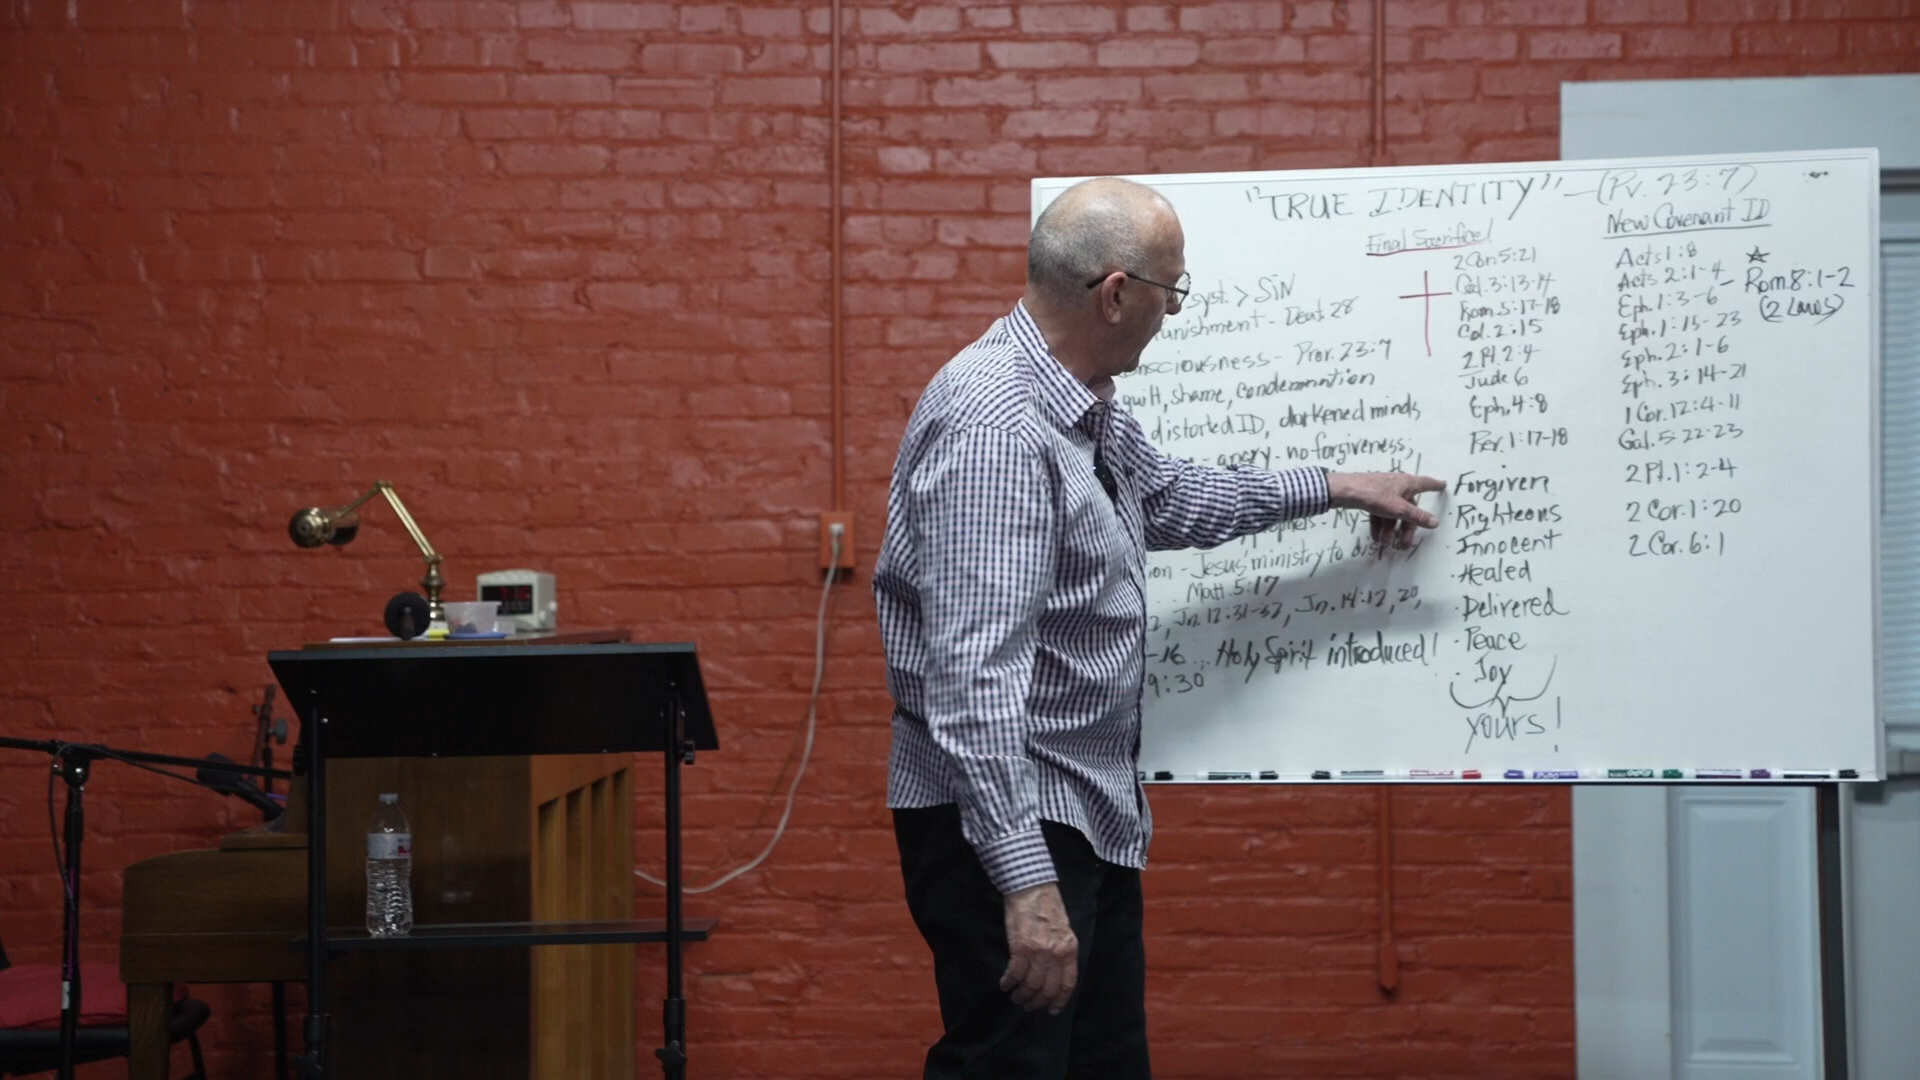 "TRUE IDENTITY" - (Pv. 23:7)
Final Sacrifice!
New Covenant ID
syst. > SiN
unishment - Deut. 28
nsciousness - Prov. 23:7
guilt, shame, condemnation
distorted ID, darkened minds
angry - no forgiveness;
ion - Jesus' ministry to display
Matt. 5:17
2, Jn. 12:31-32, Jn. 14:12, 20,
-16 ... Holy Spirit introduced!
9:30
2 Cor. 5:21
Gal. 3:13-14
Rom. 5:17-18
Col. 2:15
2 Pt. 2:4
Jude 6
Eph. 4:8
Rev. 1:17-18
Forgiven
· Righteous
· Innocent
· Healed
· Delivered
· Peace
· Joy
yours!
Acts 1:8
Acts 2:1-4
Eph. 1:3-6 - Rom 8:1-2
(2 Laws)
Eph. 1:15-23
Eph. 2:1-6
Eph. 3:14-21
1 Cor. 12:4-11
Gal. 5:22-23
2 Pt. 1:2-4
2 Cor. 1:20
2 Cor. 6:1